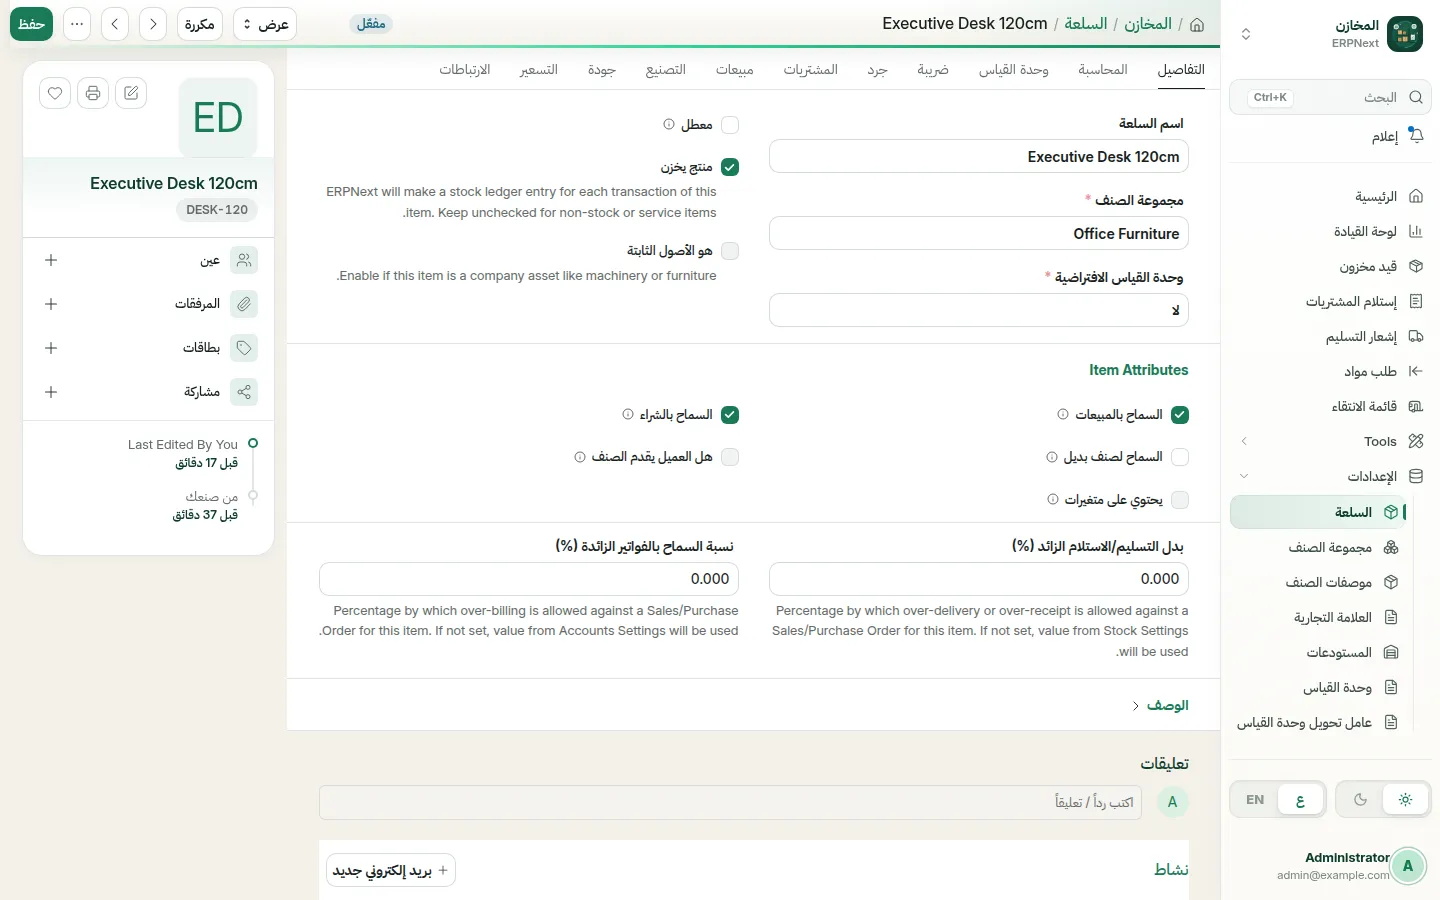 المخازن
ERPNext
البحث
Ctrl+K
إعلام
الرئيسية
لوحة القيادة
قيد مخزون
إستلام المشتريات
إشعار التسليم
طلب مواد
قائمة الانتقاء
Tools
الإعدادات
السلعة
مجموعة الصنف
موصفات الصنف
العلامة التجارية
المستودعات
وحدة القياس
عامل تحويل وحدة القياس
ع
EN
Administrator
admin@example.com
A
المخازن / السلعة / Executive Desk 120cm
مفعّل
عرض
مكررة
حفظ
التفاصيل
المحاسبة
وحدة القياس
ضريبة
جرد
المشتريات
مبيعات
التصنيع
جودة
التسعير
الارتباطات
اسم السلعة
Executive Desk 120cm
مجموعة الصنف *
Office Furniture
وحدة القياس الافتراضية *
لا
معطل
منتج يخزن
ERPNext will make a stock ledger entry for each transaction of this
item. Keep unchecked for non-stock or service items.
هو الأصول الثابتة
Enable if this item is a company asset like machinery or furniture.
Item Attributes
السماح بالمبيعات
السماح لصنف بديل
يحتوي على متغيرات
السماح بالشراء
هل العميل يقدم الصنف
بدل التسليم/الاستلام الزائد (%)
0.000
Percentage by which over-delivery or over-receipt is allowed against a
Sales/Purchase Order for this item. If not set, value from Stock Settings
will be used.
نسبة السماح بالفواتير الزائدة (%)
0.000
Percentage by which over-billing is allowed against a Sales/Purchase
Order for this item. If not set, value from Accounts Settings will be used.
الوصف
تعليقات
A
اكتب رداً / تعليقاً
نشاط
+ بريد إلكتروني جديد
ED
Executive Desk 120cm
DESK-120
عين
المرفقات
بطاقات
مشاركة
Last Edited By You
قبل 17 دقائق
من صنعك
قبل 37 دقائق